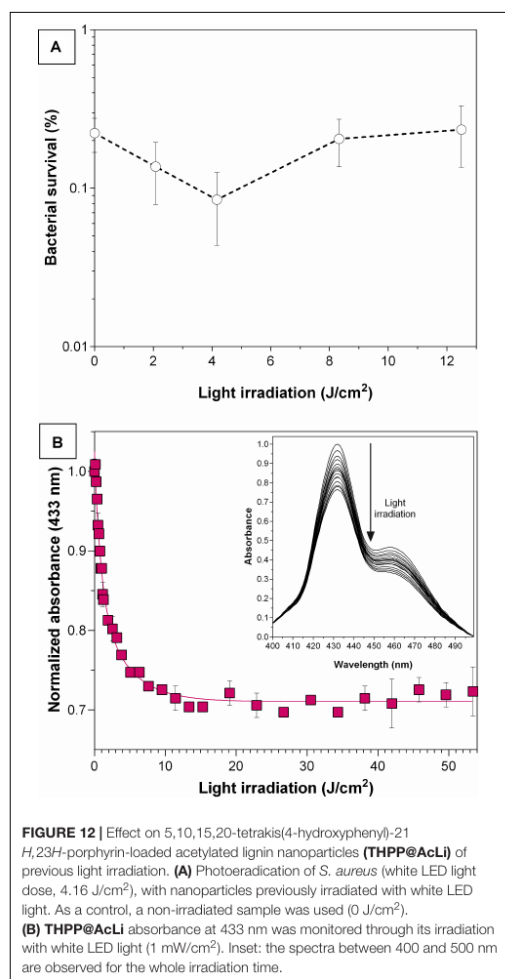 A
1
0.1
0.01
Bacterial survival (%)
0 2 4 6 8 10 12
Light irradiation (J/cm²)
B
1.0
0.9
0.8
0.7
Normalized absorbance (433 nm)
0 10 20 30 40 50
Light irradiation (J/cm²)
1.0
0.9
0.8
0.7
0.6
0.5
0.4
0.3
0.2
0.1
0.0
Absorbance
Light
irradiation
400 410 420 430 440 450 460 470 480 490
Wavelength (nm)
FIGURE 12 | Effect on 5,10,15,20-tetrakis(4-hydroxyphenyl)-21
H,23H-porphyrin-loaded acetylated lignin nanoparticles (THPP@AcLi) of
previous light irradiation. (A) Photoeradication of S. aureus (white LED light
dose, 4.16 J/cm²), with nanoparticles previously irradiated with white LED
light. As a control, a non-irradiated sample was used (0 J/cm²).
(B) THPP@AcLi absorbance at 433 nm was monitored through its irradiation
with white LED light (1 mW/cm²). Inset: the spectra between 400 and 500 nm
are observed for the whole irradiation time.